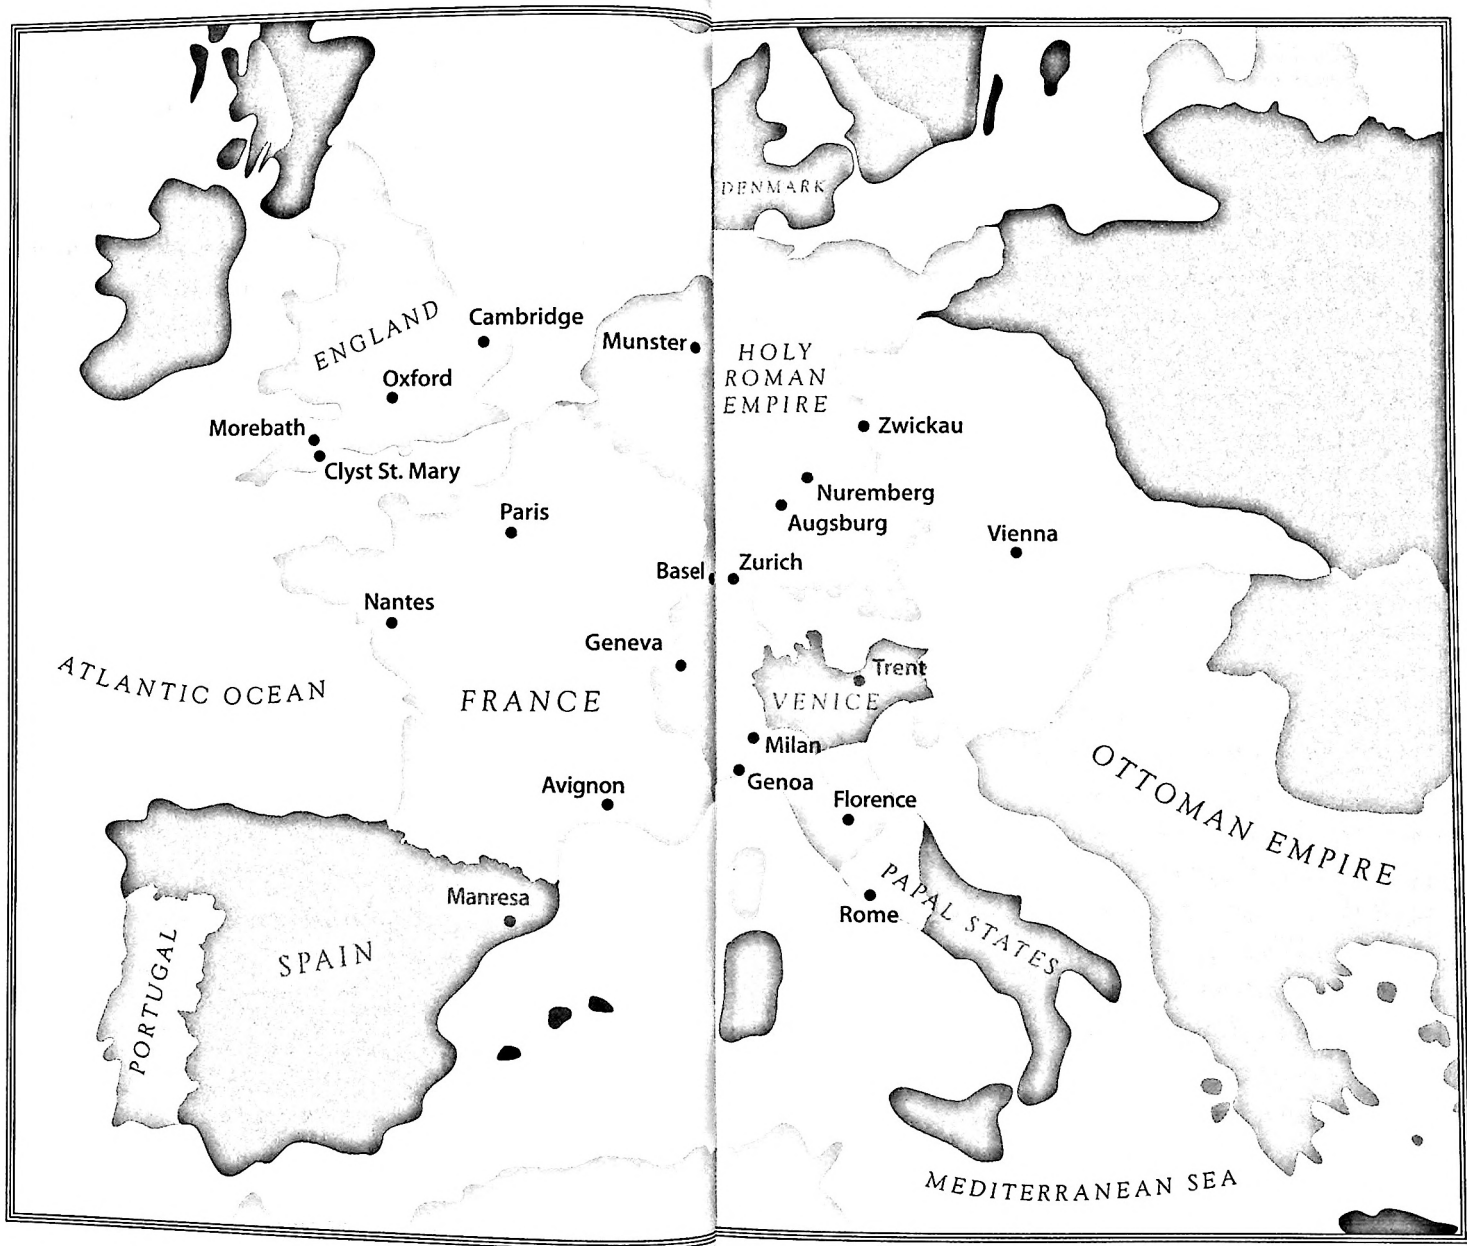 DENMARK
ENGLAND
Cambridge
Munster
HOLY
ROMAN
EMPIRE
Oxford
Morebath
Clyst St. Mary
Zwickau
Nuremberg
Augsburg
Paris
Vienna
Basel
Zurich
Nantes
Geneva
ATLANTIC OCEAN
FRANCE
Trent
VENICE
Milan
Genoa
Avignon
Florence
OTTOMAN EMPIRE
Manresa
PAPAL STATES
Rome
SPAIN
PORTUGAL
MEDITERRANEAN SEA